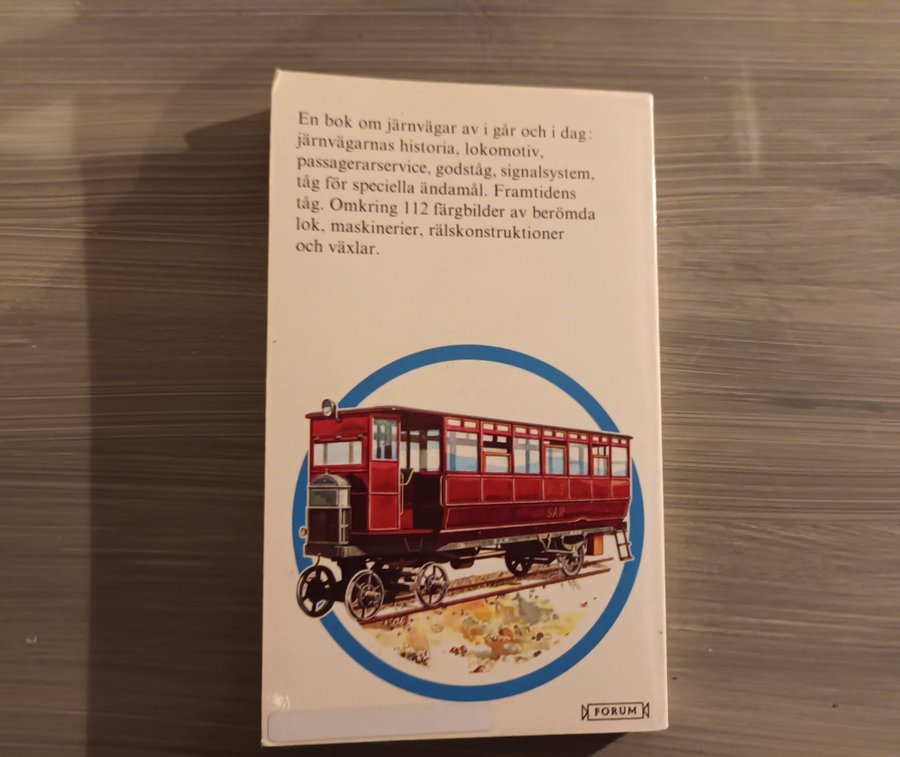 En bok om järnvägar av i går och i dag:
järnvägarnas historia, lokomotiv,
passagerarservice, godståg, signalsystem,
tåg för speciella ändamål. Framtidens
tåg. Omkring 112 färgbilder av berömda
lok, maskinerier, rälskonstruktioner
och växlar.
SAR
FORUM